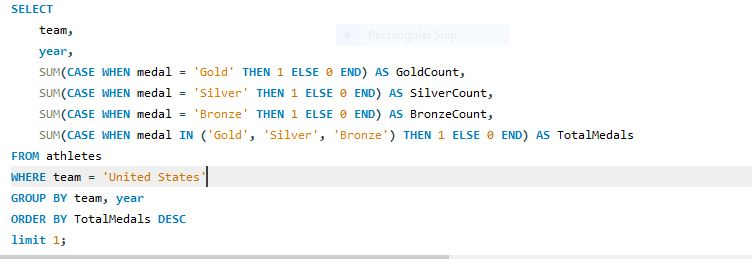 SELECT
    team,
    year,
    SUM(CASE WHEN medal = 'Gold' THEN 1 ELSE 0 END) AS GoldCount,
    SUM(CASE WHEN medal = 'Silver' THEN 1 ELSE 0 END) AS SilverCount,
    SUM(CASE WHEN medal = 'Bronze' THEN 1 ELSE 0 END) AS BronzeCount,
    SUM(CASE WHEN medal IN ('Gold', 'Silver', 'Bronze') THEN 1 ELSE 0 END) AS TotalMedals
FROM athletes
WHERE team = 'United States'
GROUP BY team, year
ORDER BY TotalMedals DESC
limit 1;
Rectangular Snip